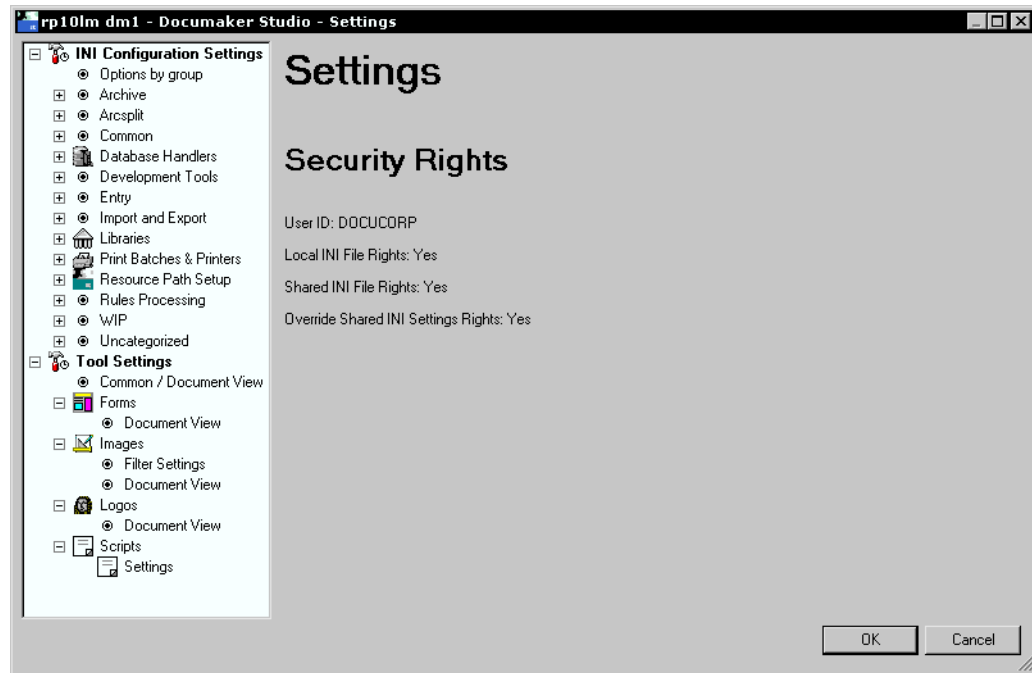 rp10lm dm1 - Documaker Studio - Settings
INI Configuration Settings
Options by group
Archive
Arcsplit
Common
Database Handlers
Development Tools
Entry
Import and Export
Libraries
Print Batches & Printers
Resource Path Setup
Rules Processing
WIP
Uncategorized
Tool Settings
Common / Document View
Forms
Document View
Images
Filter Settings
Document View
Logos
Document View
Scripts
Settings
Settings
Security Rights
User ID: DOCUCORP
Local INI File Rights: Yes
Shared INI File Rights: Yes
Override Shared INI Settings Rights: Yes
OK
Cancel